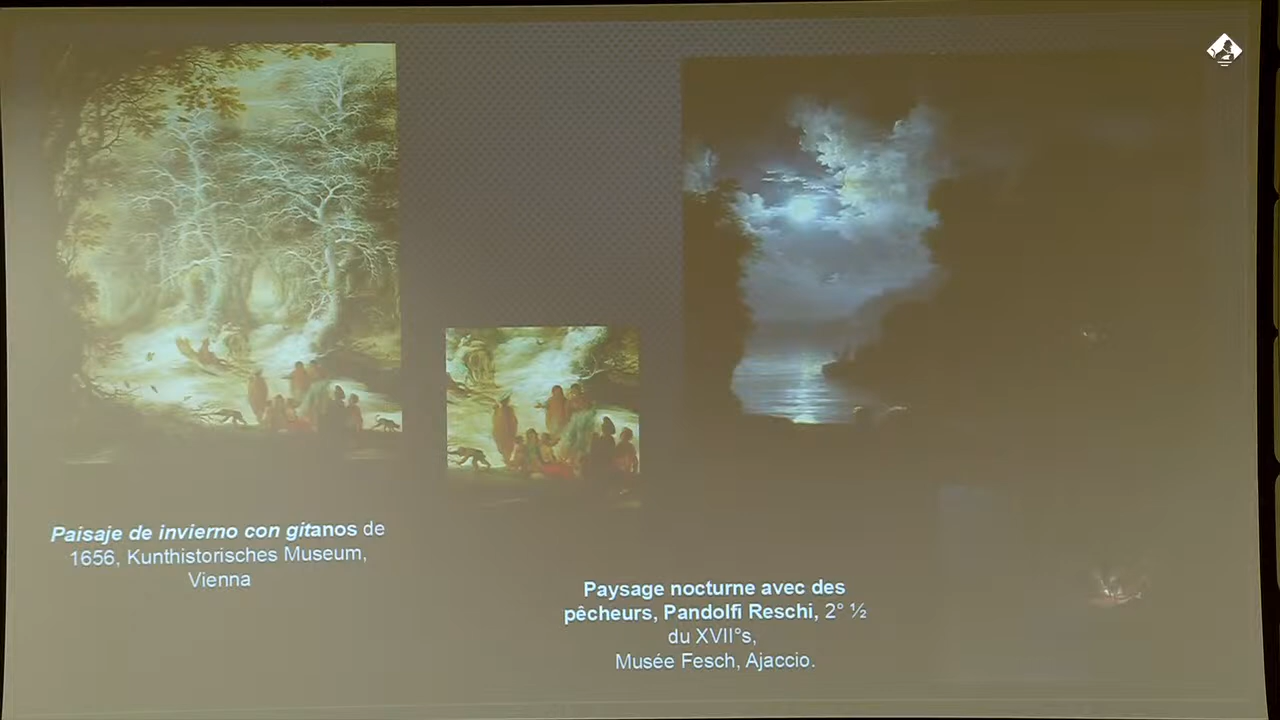 Paisaje de invierno con gitanos de
1656, Kunthistorisches Museum,
Vienna
Paysage nocturne avec des
pêcheurs, Pandolfi Reschi, 2° ½
du XVII°s,
Musée Fesch, Ajaccio.